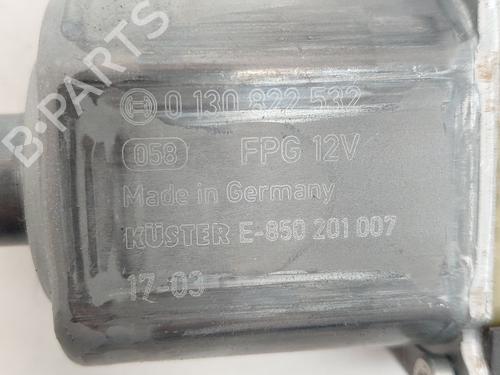 0 130 822 532
058 FPG 12V
Made in Germany
KÜSTER E-850 201 007
17-03
B-PARTS